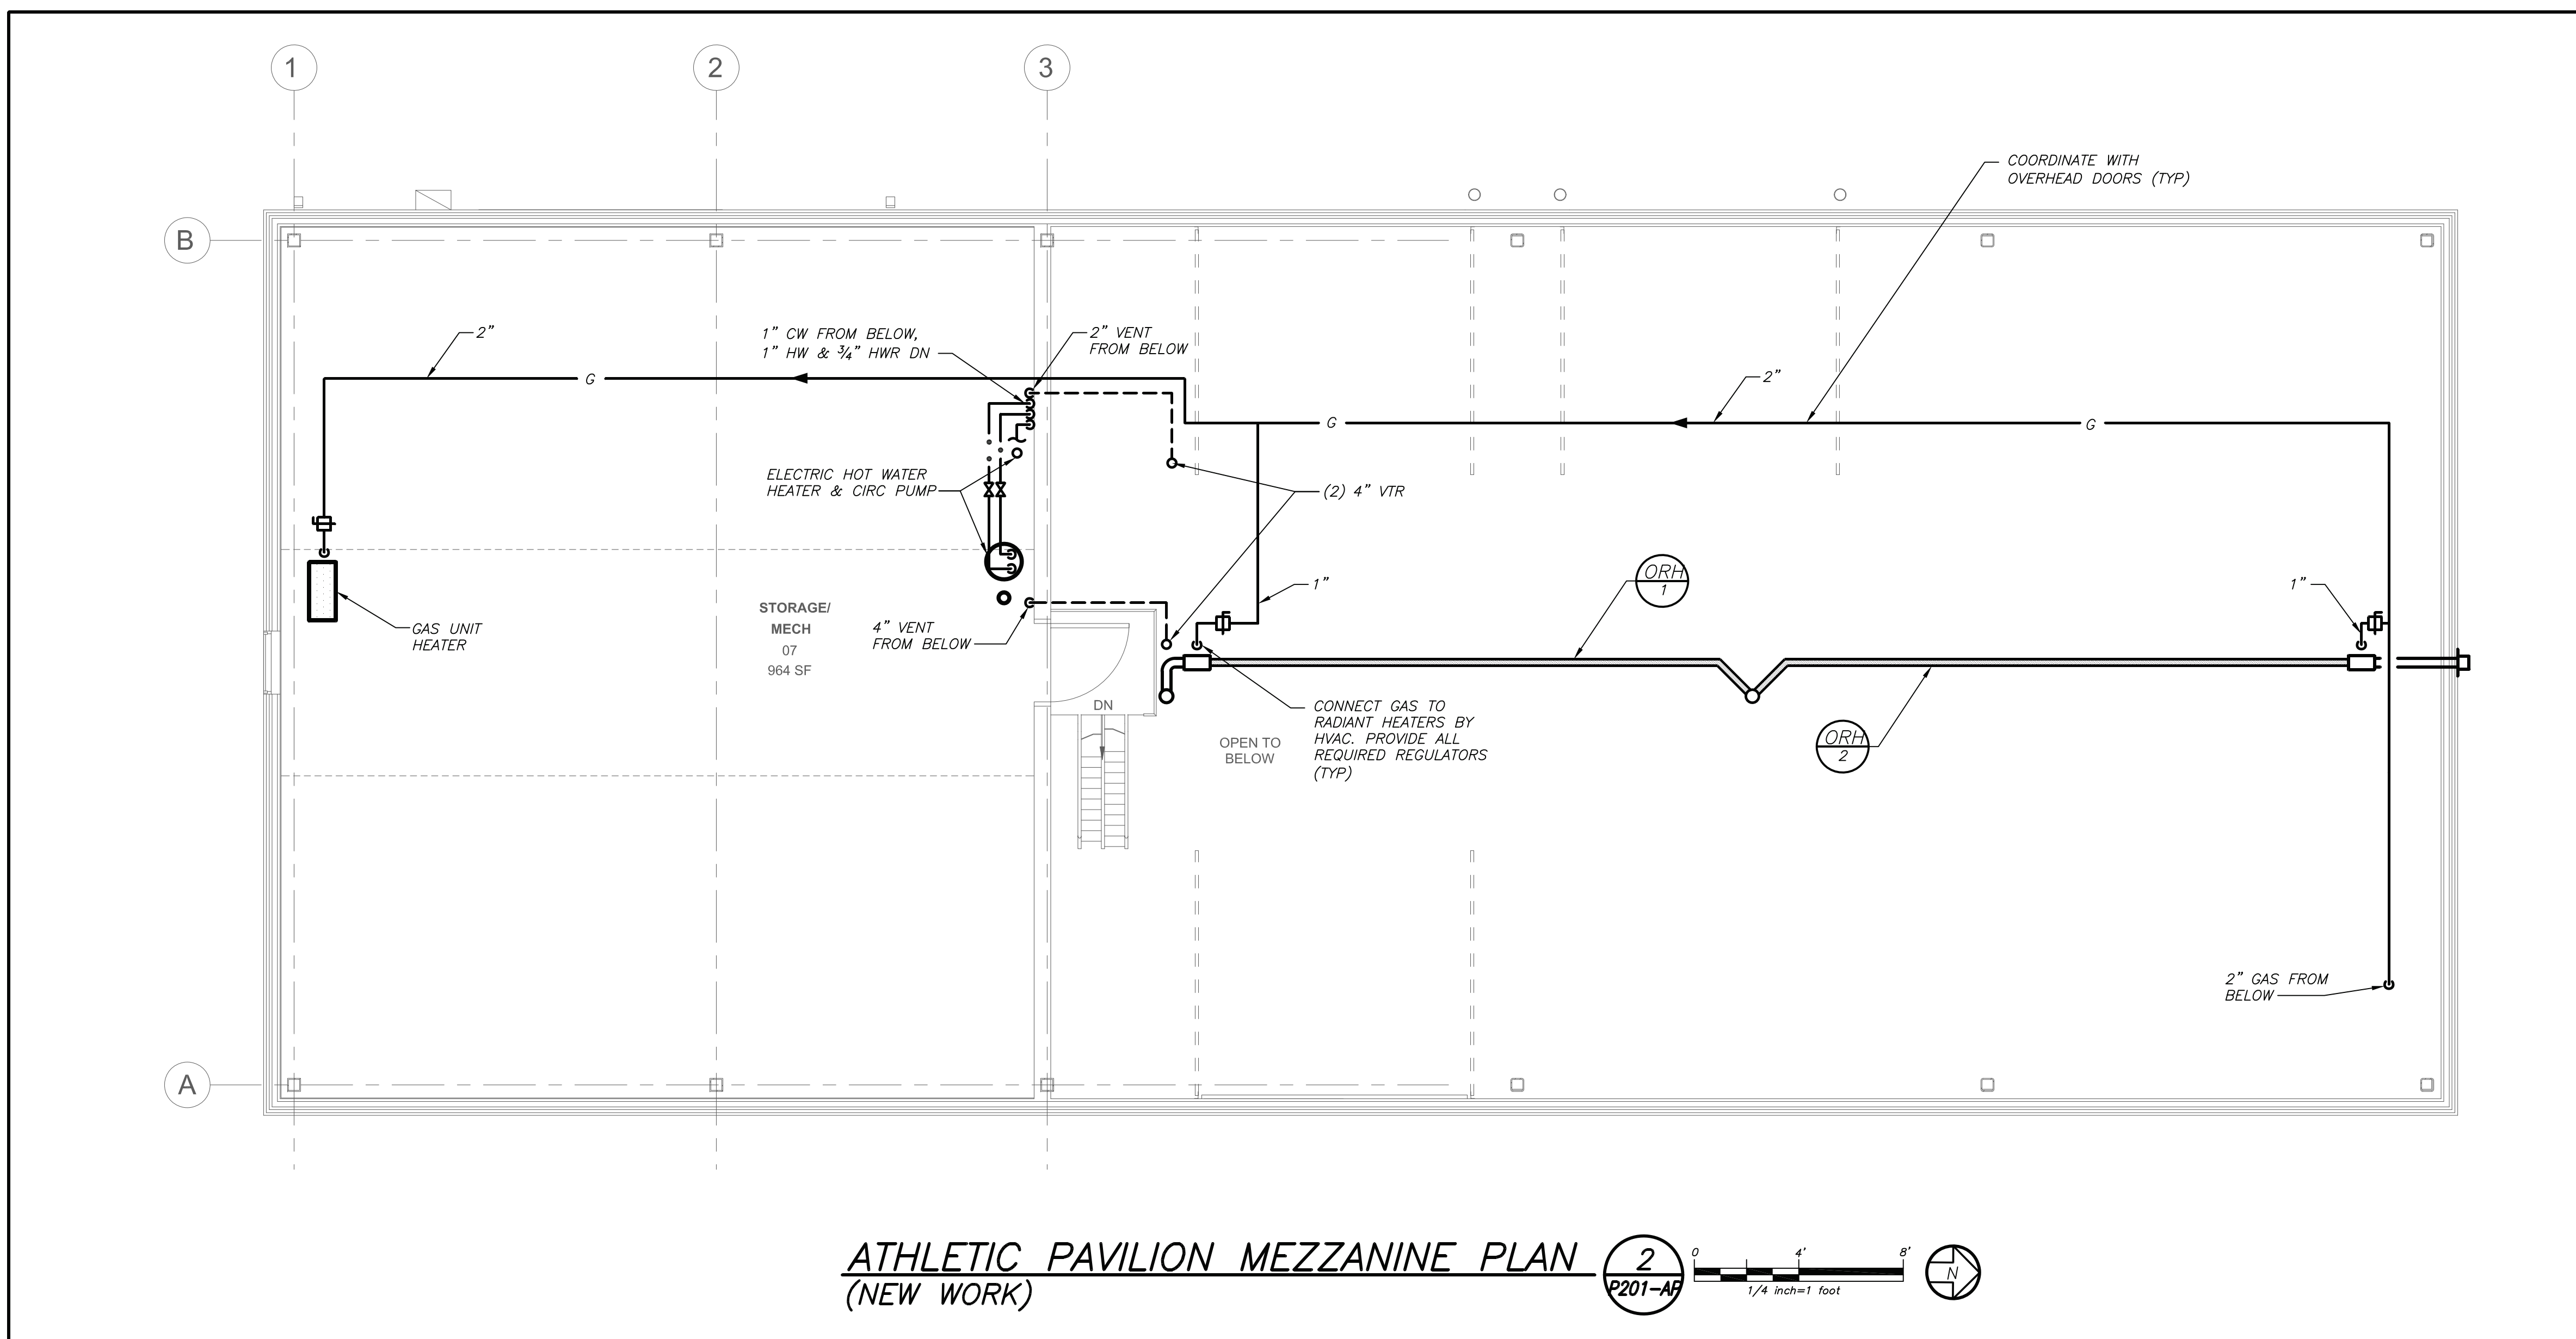 1
2
3
COORDINATE WITH
OVERHEAD DOORS (TYP)
B
2"
1" CW FROM BELOW,
1" HW & ¾" HWR DN
2" VENT
FROM BELOW
2"
G
G
G
ELECTRIC HOT WATER
HEATER & CIRC PUMP
(2) 4" VTR
ORH
1
1"
1"
STORAGE/
MECH
07
964 SF
GAS UNIT
HEATER
4" VENT
FROM BELOW
DN
OPEN TO
BELOW
CONNECT GAS TO
RADIANT HEATERS BY
HVAC. PROVIDE ALL
REQUIRED REGULATORS
(TYP)
ORH
2
2" GAS FROM
BELOW
A
ATHLETIC PAVILION MEZZANINE PLAN
(NEW WORK)
2
P201-AP
0 4' 8'
1/4 inch=1 foot
N